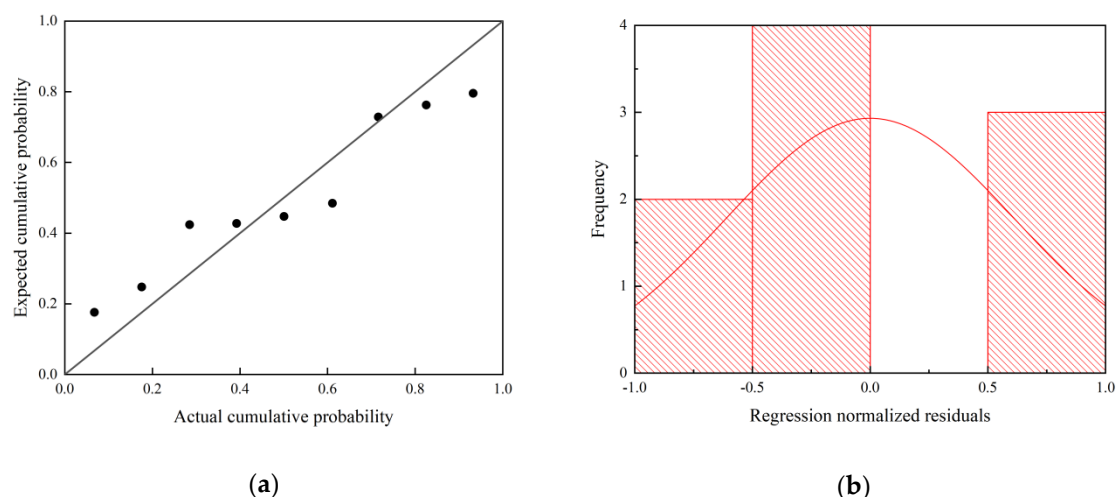 1.0
0.8
0.6
0.4
0.2
0.0
Expected cumulative probability
0.0 0.2 0.4 0.6 0.8 1.0
Actual cumulative probability
(a)
4
3
2
1
0
Frequency
-1.0 -0.5 0.0 0.5 1.0
Regression normalized residuals
(b)